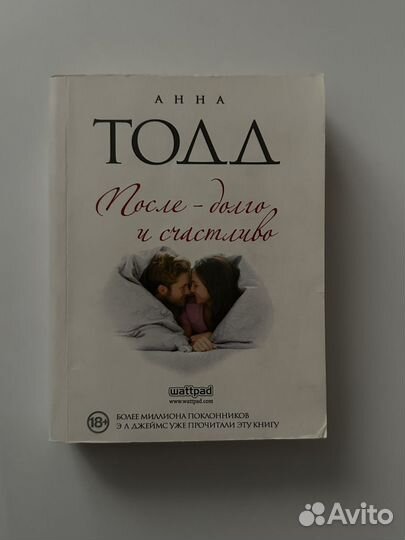 АННА
ТОДД
После – долго
и счастливо
wattpad
www.wattpad.com
18+
БОЛЕЕ МИЛЛИОНА ПОКЛОННИКОВ
Э Л ДЖЕЙМС УЖЕ ПРОЧИТАЛИ ЭТУ КНИГУ
Avito